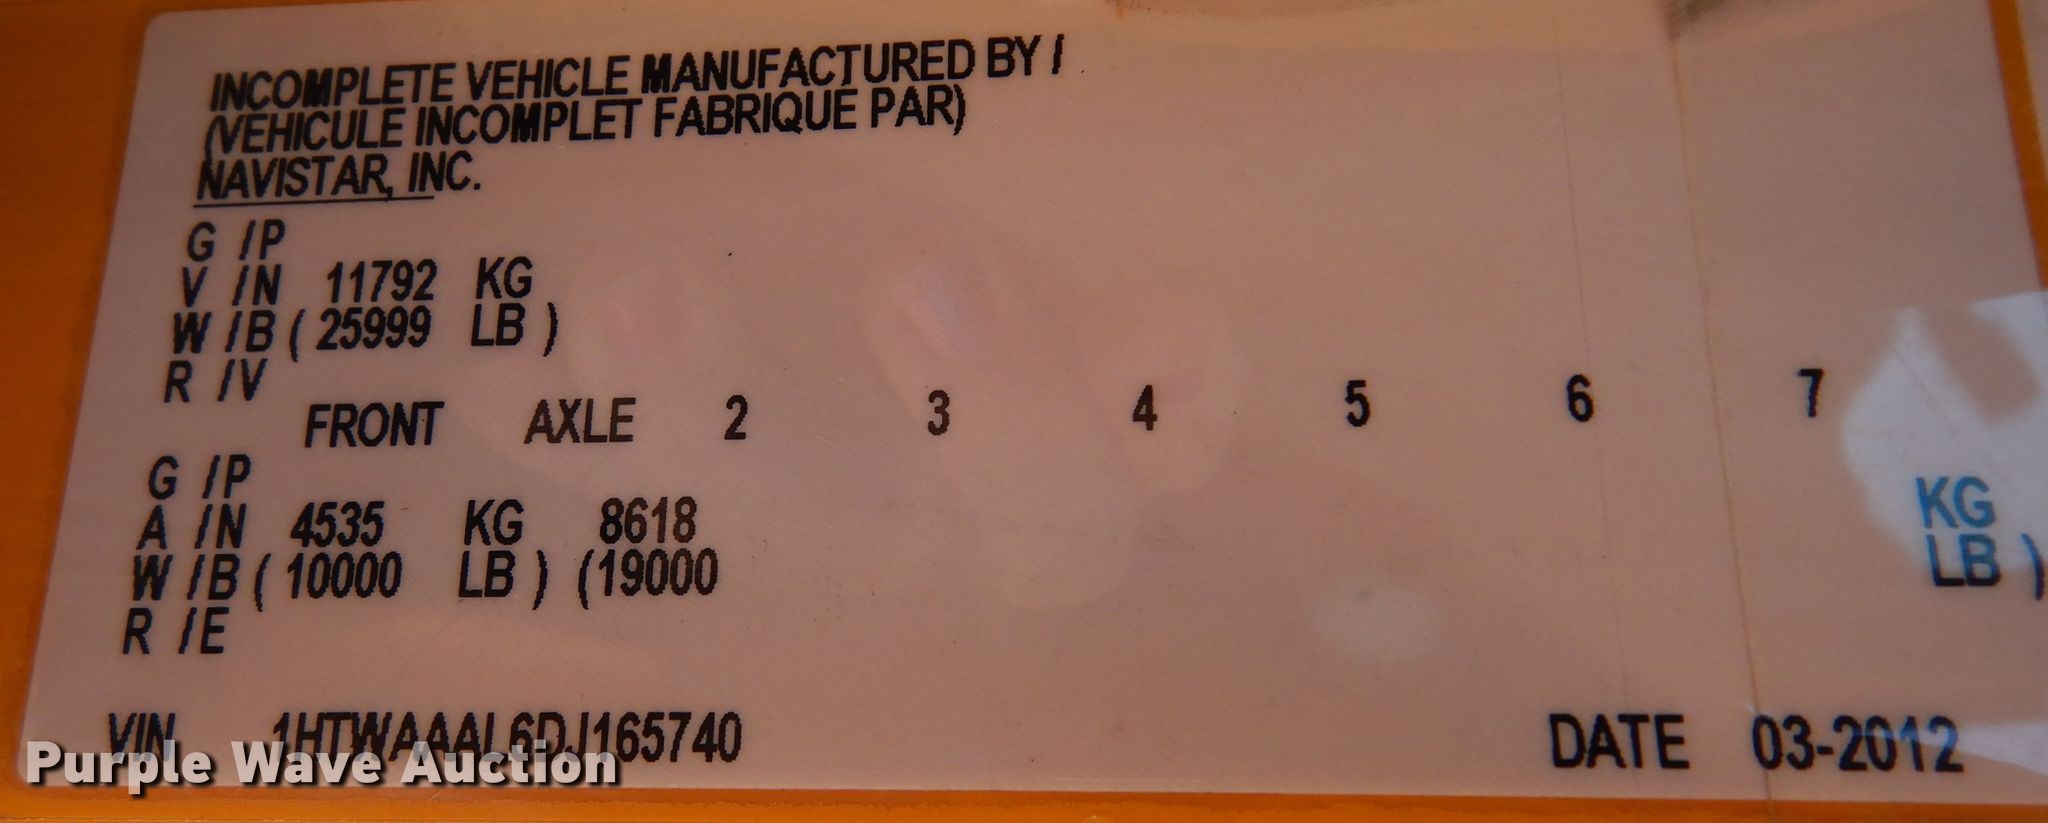 INCOMPLETE VEHICLE MANUFACTURED BY /
(VEHICULE INCOMPLET FABRIQUE PAR)
NAVISTAR, INC.
G /P
V /N 11792 KG
W /B ( 25999 LB )
R /V
FRONT AXLE 2 3 4 5 6 7
G /P
A /N 4535 KG 8618 KG
W /B ( 10000 LB ) (19000 LB )
R /E
VIN 1HTWAAAL6DJ165740 DATE 03-2012
Purple Wave Auction